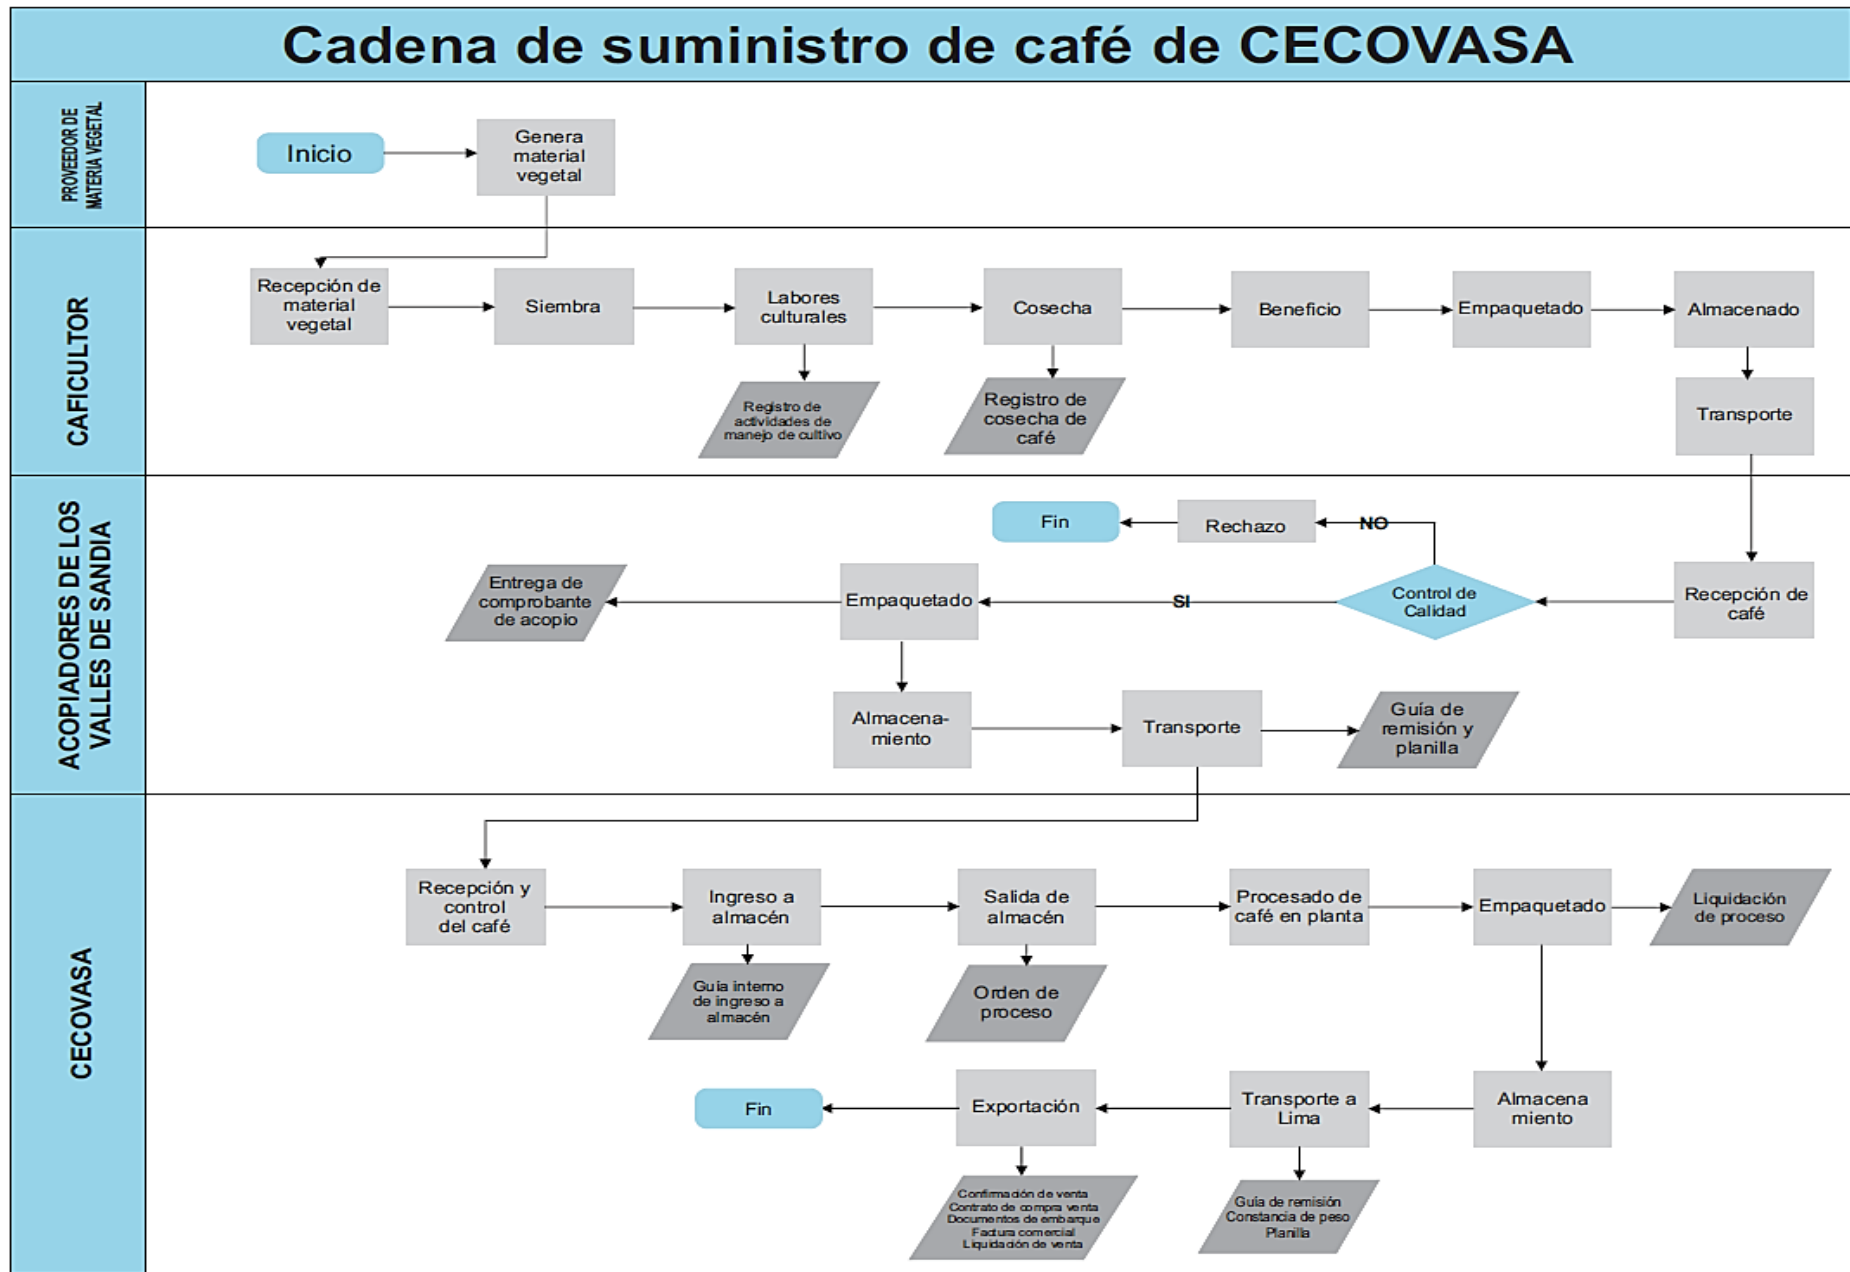 Cadena de suministro de café de CECOVASA
PROVEEDOR DE
MATERIA VEGETAL
Inicio
Genera
material
vegetal
CAFICULTOR
Recepción de
material
vegetal
Siembra
Labores
culturales
Cosecha
Beneficio
Empaquetado
Almacenado
Registro de
actividades de
manejo de cultivo
Registro de
cosecha de
café
Transporte
ACOPIADORES DE LOS
VALLES DE SANDIA
Fin
Rechazo
NO
Entrega de
comprobante
de acopio
Empaquetado
SI
Control de
Calidad
Recepción de
café
Almacena-
miento
Transporte
Guía de
remisión y
planilla
CECOVASA
Recepción y
control
del café
Ingreso a
almacén
Salida de
almacén
Procesado de
café en planta
Empaquetado
Liquidación
de proceso
Guia interno
de ingreso a
almacén
Orden de
proceso
Fin
Exportación
Transporte a
Lima
Almacena
miento
Confirmación de venta
Contrato de compra venta
Documentos de embarque
Factura comercial
Liquidación de venta
Guía de remisión
Constancia de peso
Planilla